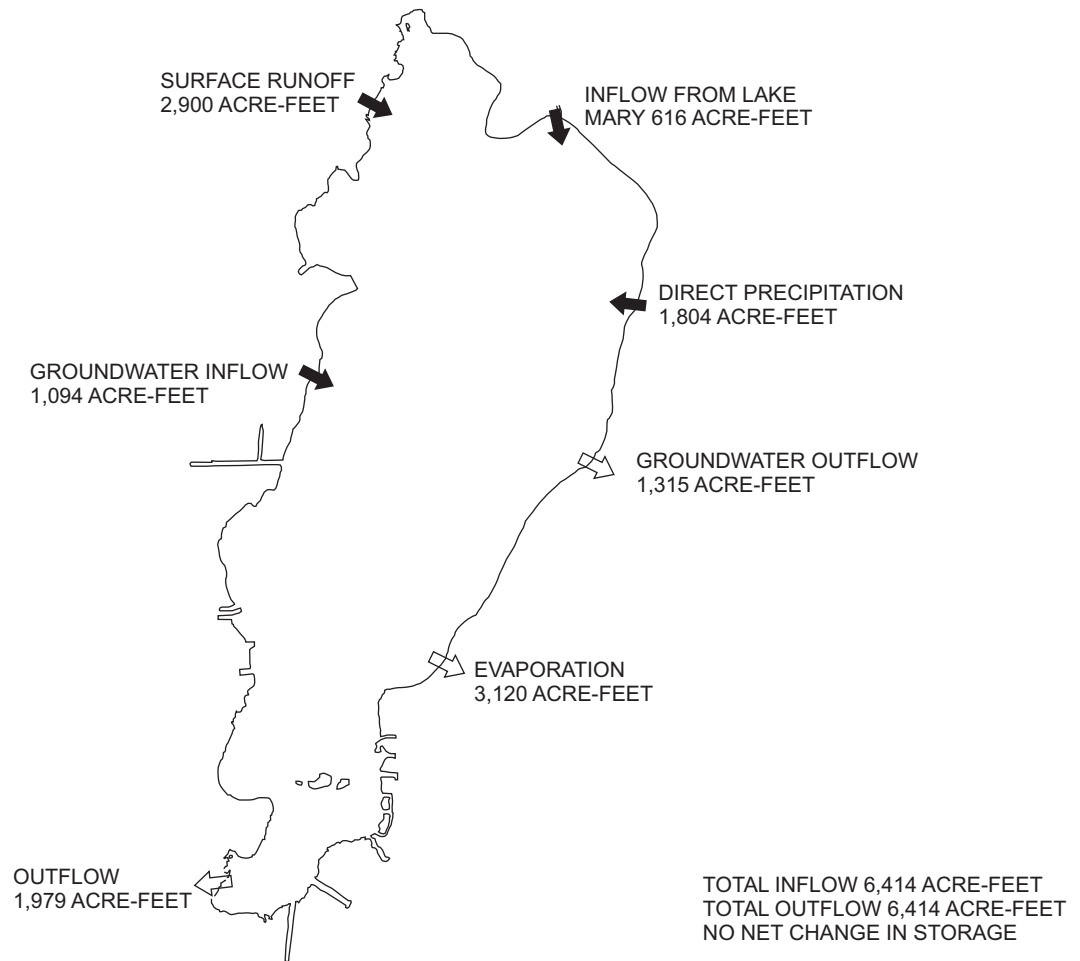 SURFACE RUNOFF
2,900 ACRE-FEET
INFLOW FROM LAKE
MARY 616 ACRE-FEET
DIRECT PRECIPITATION
1,804 ACRE-FEET
GROUNDWATER INFLOW
1,094 ACRE-FEET
GROUNDWATER OUTFLOW
1,315 ACRE-FEET
EVAPORATION
3,120 ACRE-FEET
OUTFLOW
1,979 ACRE-FEET
TOTAL INFLOW 6,414 ACRE-FEET
TOTAL OUTFLOW 6,414 ACRE-FEET
NO NET CHANGE IN STORAGE